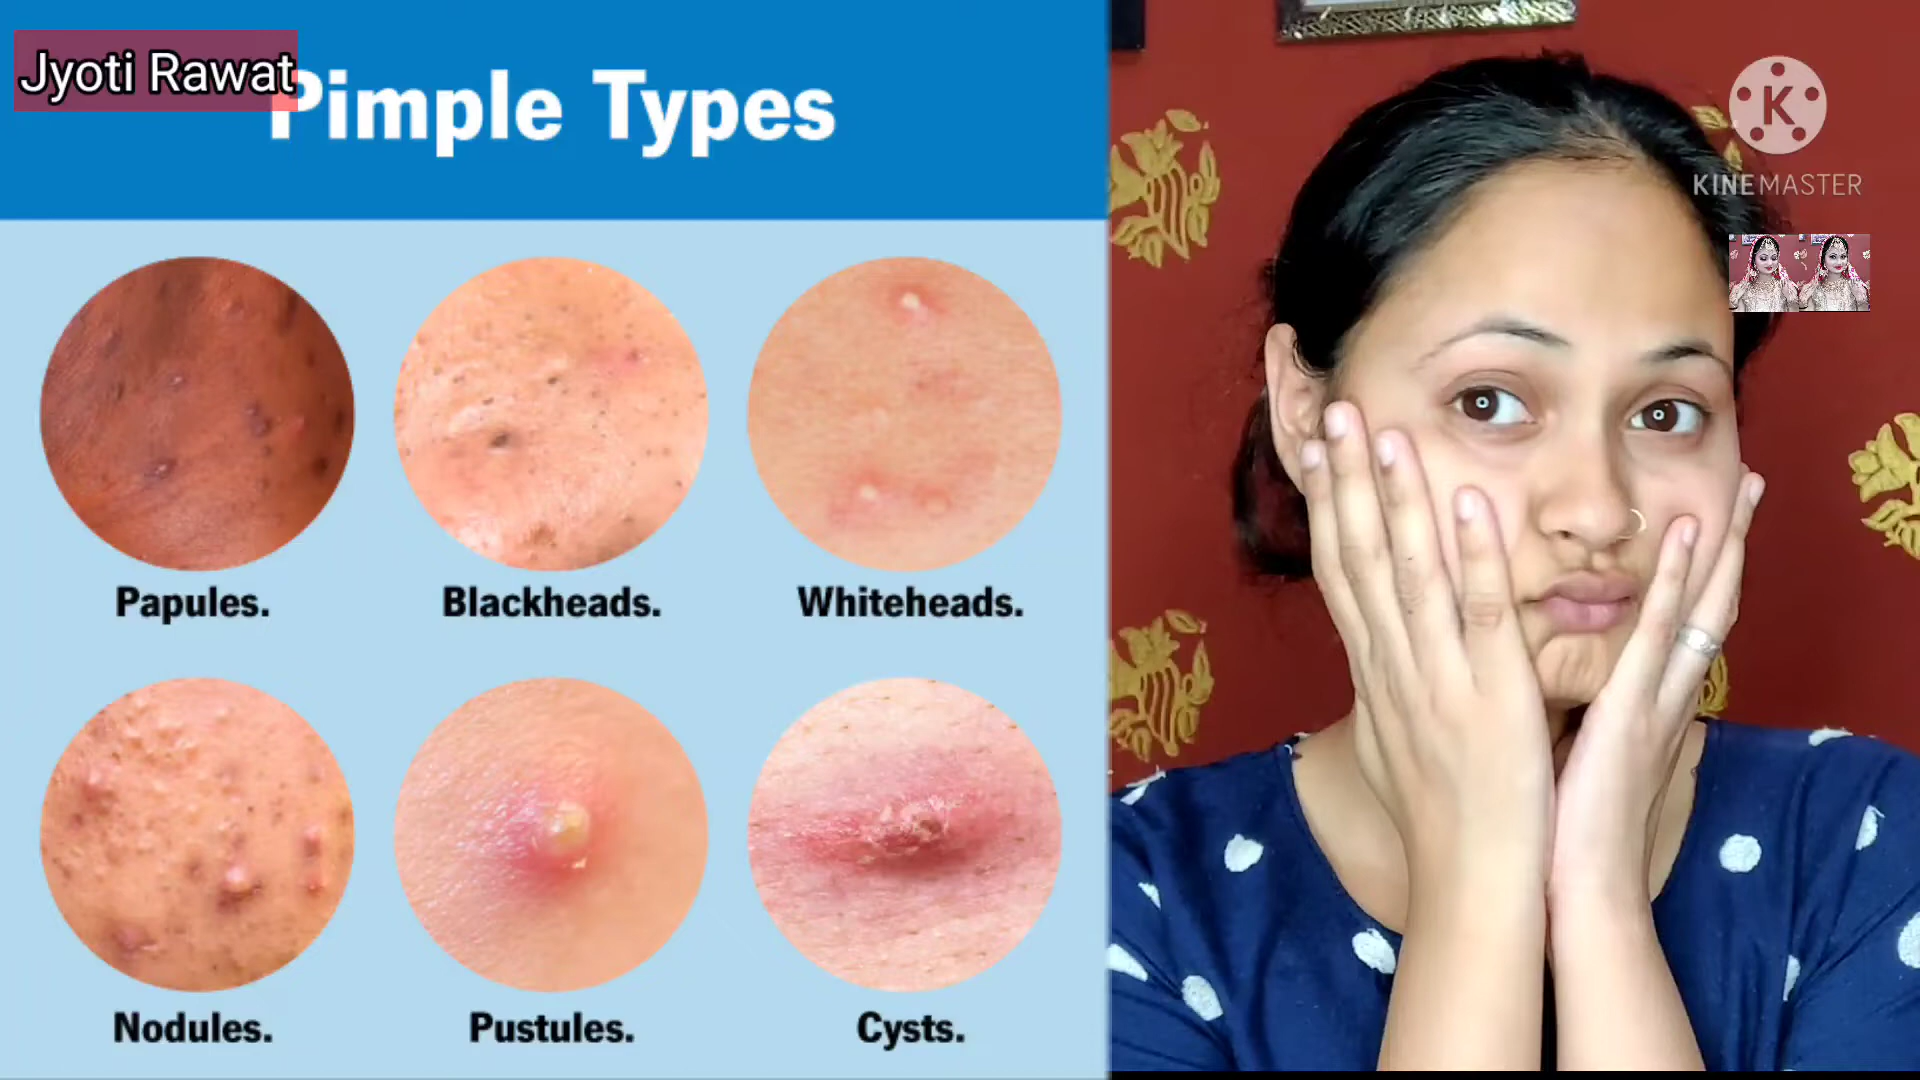 Jyoti Rawat
Pimple Types
Papules.
Blackheads.
Whiteheads.
Nodules.
Pustules.
Cysts.
K
KINEMASTER